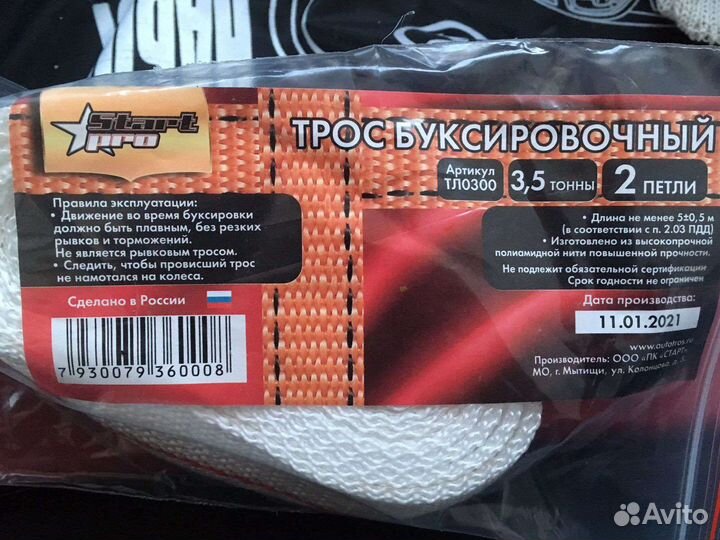 Start
pro
ТРОС БУКСИРОВОЧНЫЙ
Артикул
ТЛ0300
3,5 ТОННЫ
2 ПЕТЛИ
Правила эксплуатации:
• Движение во время буксировки
должно быть плавным, без резких
рывков и торможений.
Не является рывковым тросом.
• Следить, чтобы провисший трос
не намотался на колеса.
Сделано в России
7 930079 360008
• Длина не менее 5±0,5 м
(в соответствии с п. 2.03 ПДД)
• Изготовлено из высокопрочной
полиамидной нити повышенной прочности.
Не подлежит обязательной сертификации
Срок годности не ограничен
Дата производства:
11.01.2021
www.autotros.ru
Производитель: ООО «ПК «СТАРТ»
МО, г. Мытищи, ул. Колонцова, д. 5.
Avito